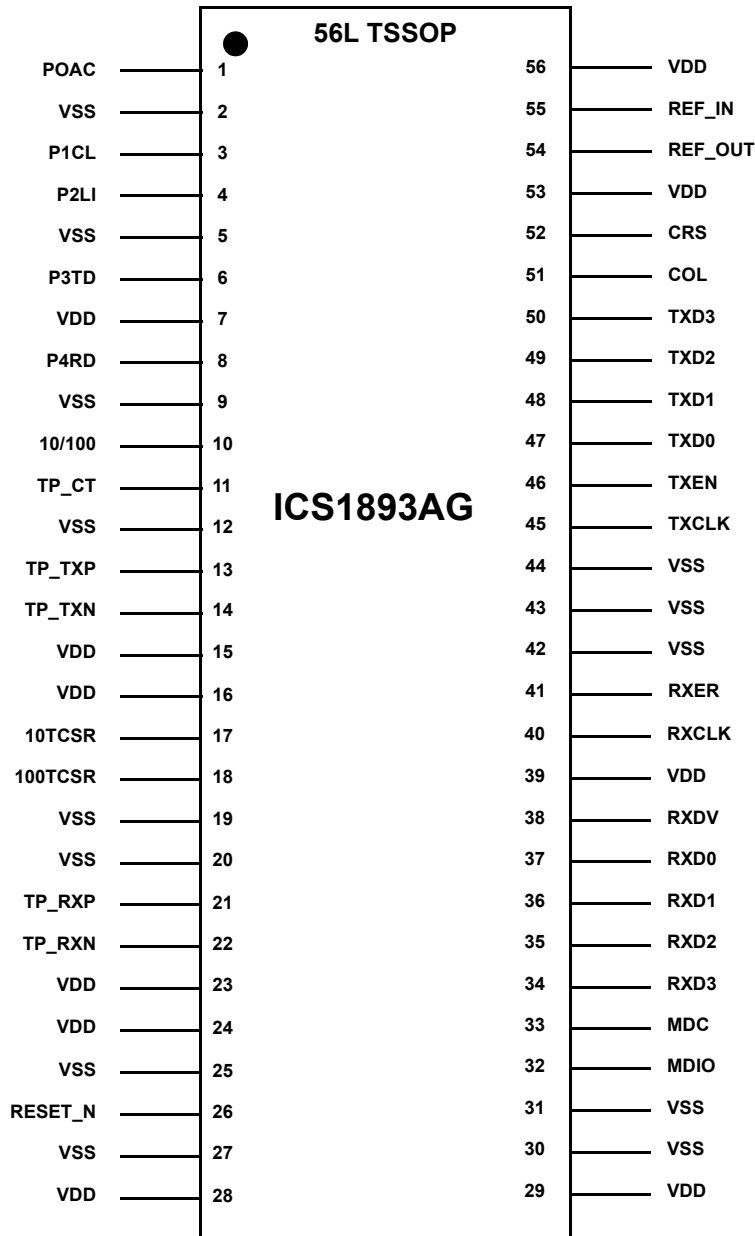 56L TSSOP
POAC 1 56 VDD
VSS 2 55 REF_IN
P1CL 3 54 REF_OUT
P2LI 4 53 VDD
VSS 5 52 CRS
P3TD 6 51 COL
VDD 7 50 TXD3
P4RD 8 49 TXD2
VSS 9 48 TXD1
10/100 10 47 TXD0
TP_CT 11 46 TXEN
ICS1893AG
VSS 12 45 TXCLK
TP_TXP 13 44 VSS
TP_TXN 14 43 VSS
VDD 15 42 VSS
VDD 16 41 RXER
10TCSR 17 40 RXCLK
100TCSR 18 39 VDD
VSS 19 38 RXDV
VSS 20 37 RXD0
TP_RXP 21 36 RXD1
TP_RXN 22 35 RXD2
VDD 23 34 RXD3
VDD 24 33 MDC
VSS 25 32 MDIO
RESET_N 26 31 VSS
VSS 27 30 VSS
VDD 28 29 VDD